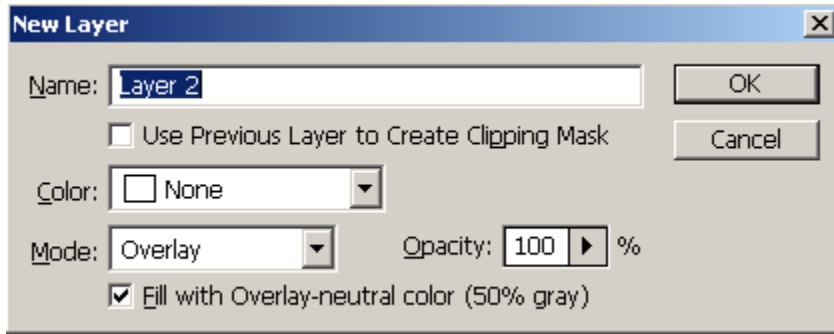 New Layer
Name: Layer 2
OK
Use Previous Layer to Create Clipping Mask
Cancel
Color: None
Mode: Overlay Opacity: 100 %
Fill with Overlay-neutral color (50% gray)